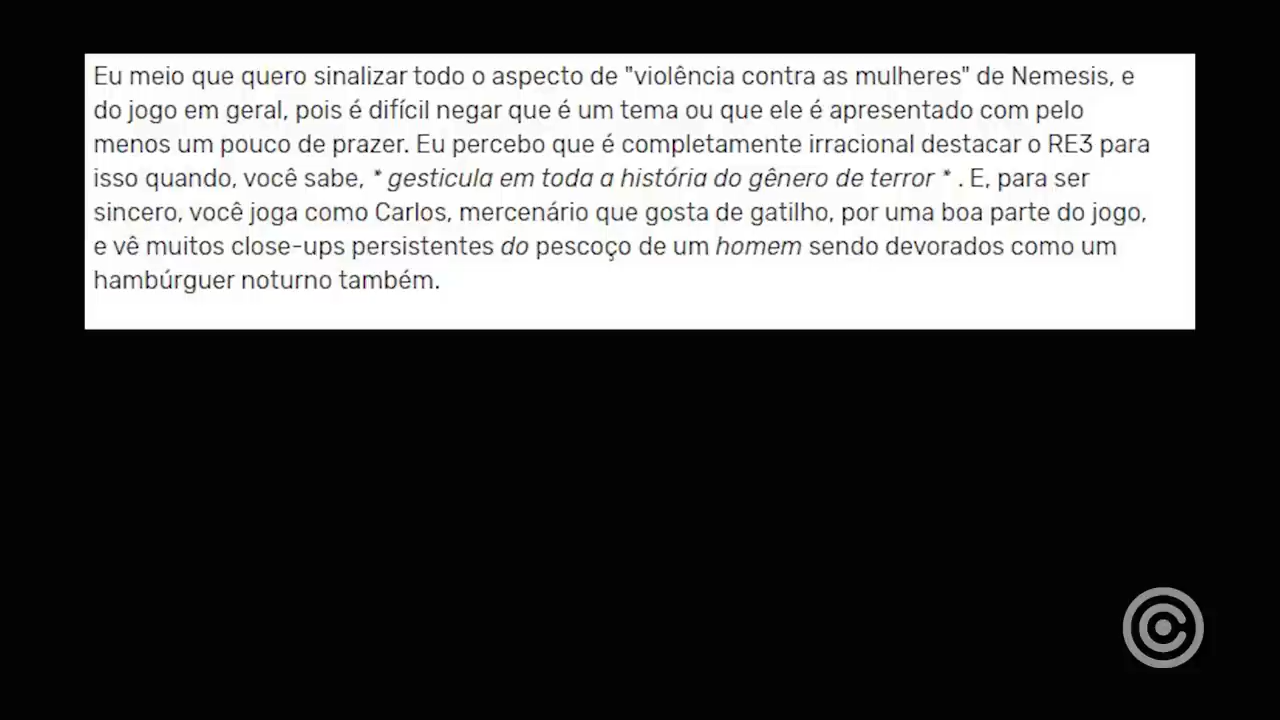 Eu meio que quero sinalizar todo o aspecto de "violência contra as mulheres" de Nemesis, e
do jogo em geral, pois é difícil negar que é um tema ou que ele é apresentado com pelo
menos um pouco de prazer. Eu percebo que é completamente irracional destacar o RE3 para
isso quando, você sabe, * gesticula em toda a história do gênero de terror * . E, para ser
sincero, você joga como Carlos, mercenário que gosta de gatilho, por uma boa parte do jogo,
e vê muitos close-ups persistentes do pescoço de um homem sendo devorados como um
hambúrguer noturno também.